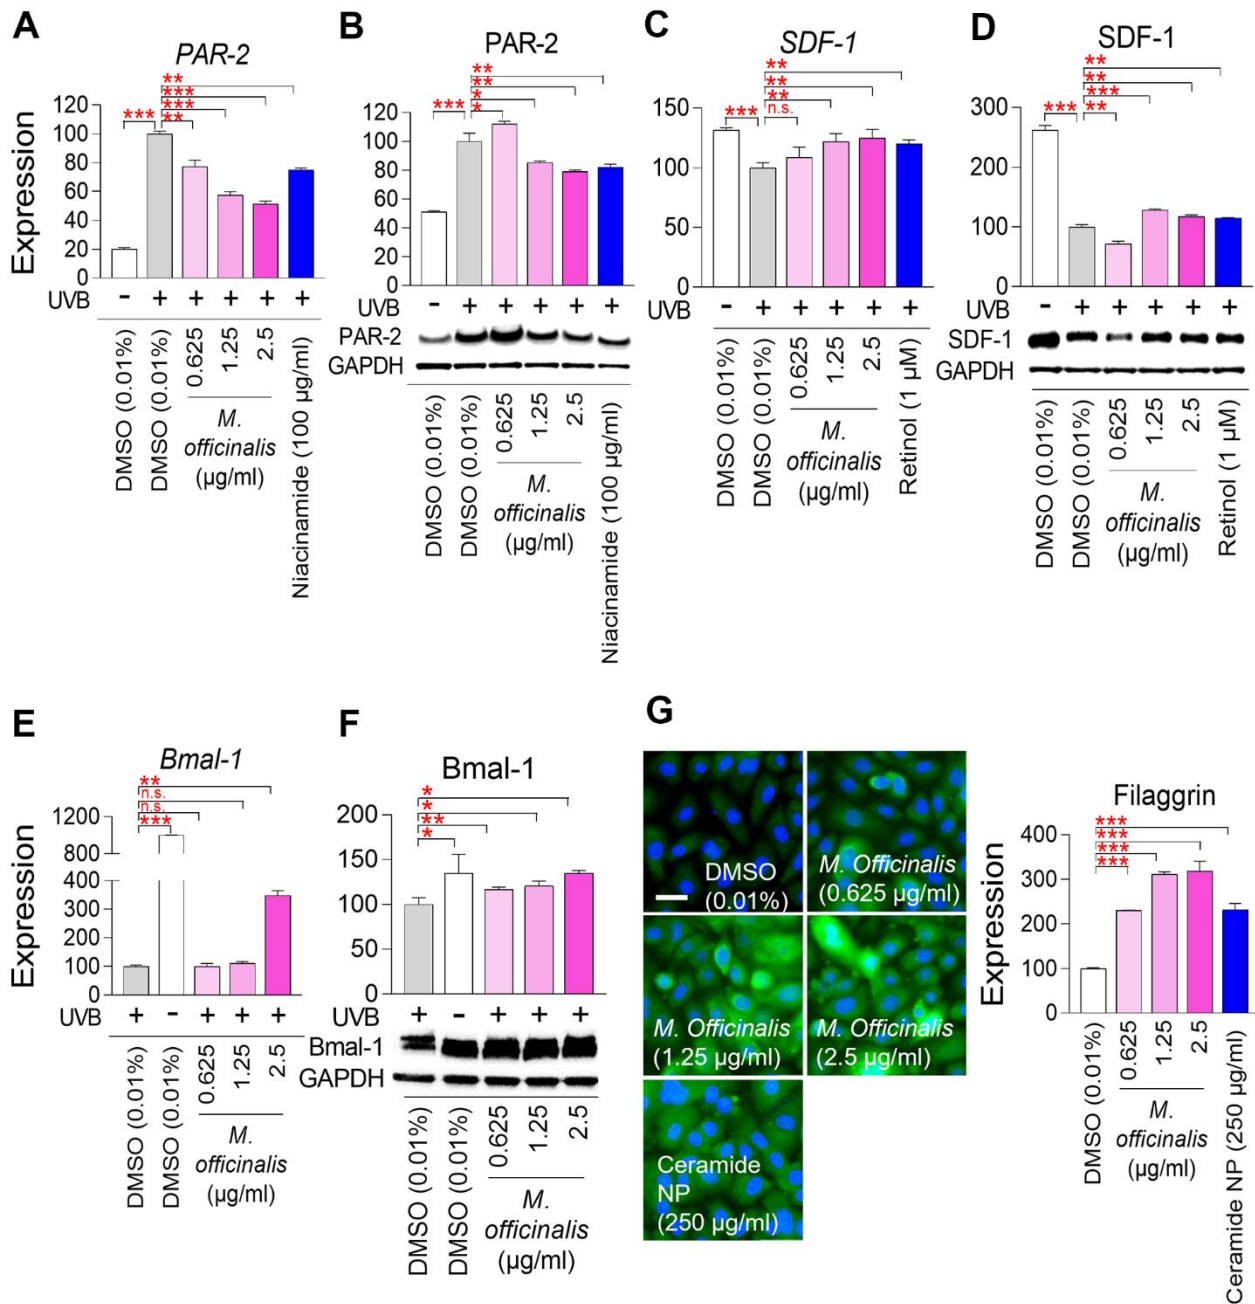 A
PAR-2
**
***
***
*** **
Expression
120
100
80
60
40
20
0
UVB - + + + + +
DMSO (0.01%)
DMSO (0.01%)
0.625
1.25
2.5
M.
officinalis
(µg/ml)
Niacinamide (100 µg/ml)
B
PAR-2
**
**
*
*** *
120
100
80
60
40
20
0
UVB - + + + + +
PAR-2
GAPDH
DMSO (0.01%)
DMSO (0.01%)
0.625
1.25
2.5
M.
officinalis
(µg/ml)
Niacinamide (100 µg/ml)
C
SDF-1
**
**
**
*** n.s.
150
100
50
0
UVB - + + + + +
DMSO (0.01%)
DMSO (0.01%)
0.625
1.25
2.5
M.
officinalis
(µg/ml)
Retinol (1 µM)
D
SDF-1
**
**
***
*** **
300
200
100
0
UVB - + + + + +
SDF-1
GAPDH
DMSO (0.01%)
DMSO (0.01%)
0.625
1.25
2.5
M.
officinalis
(µg/ml)
Retinol (1 µM)
E
Bmal-1
**
n.s.
n.s.
***
Expression
1200
800
400
300
200
100
0
UVB + - + + +
DMSO (0.01%)
DMSO (0.01%)
0.625
1.25
2.5
M.
officinalis
(µg/ml)
F
Bmal-1
*
*
**
*
200
150
100
50
0
UVB + - + + +
Bmal-1
GAPDH
DMSO (0.01%)
DMSO (0.01%)
0.625
1.25
2.5
M.
officinalis
(µg/ml)
G
DMSO
(0.01%)
M. Officinalis
(0.625 µg/ml)
M. Officinalis
(1.25 µg/ml)
M. Officinalis
(2.5 µg/ml)
Ceramide
NP
(250 µg/ml)
Filaggrin
***
***
***
***
Expression
400
300
200
100
0
DMSO (0.01%)
0.625
1.25
2.5
M.
officinalis
(µg/ml)
Ceramide NP (250 µg/ml)